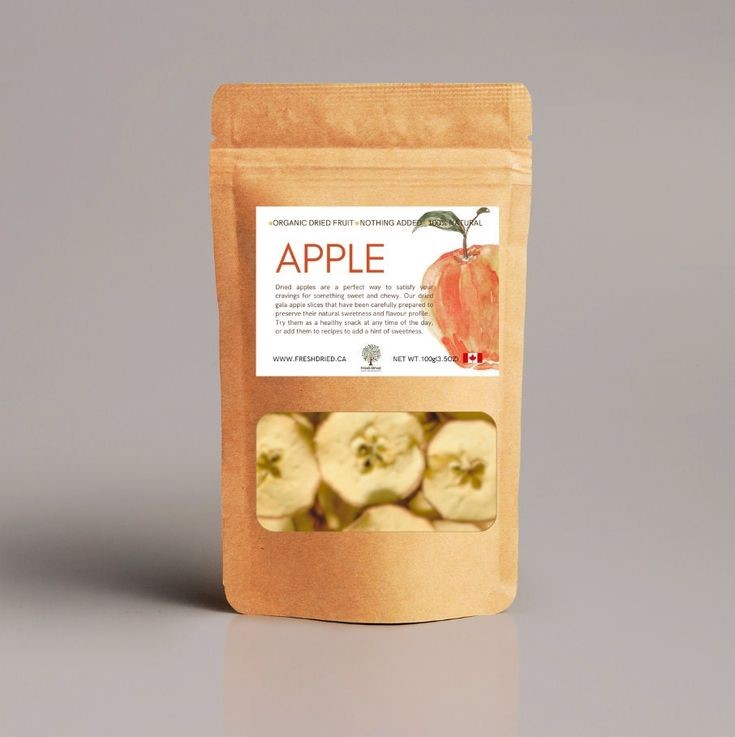 ORGANIC DRIED FRUIT NOTHING ADDED 100% NATURAL
APPLE
Dried apples are a perfect way to satisfy your
cravings for something sweet and chewy. Our dried
gala apple slices that have been carefully prepared to
preserve their natural sweetness and flavour profile.
Try them as a healthy snack at any time of the day,
or add them to recipes to add a hint of sweetness.
WWW.FRESHDRIED.CA
Fresh Dried
NET WT. 100g(3.5OZ)